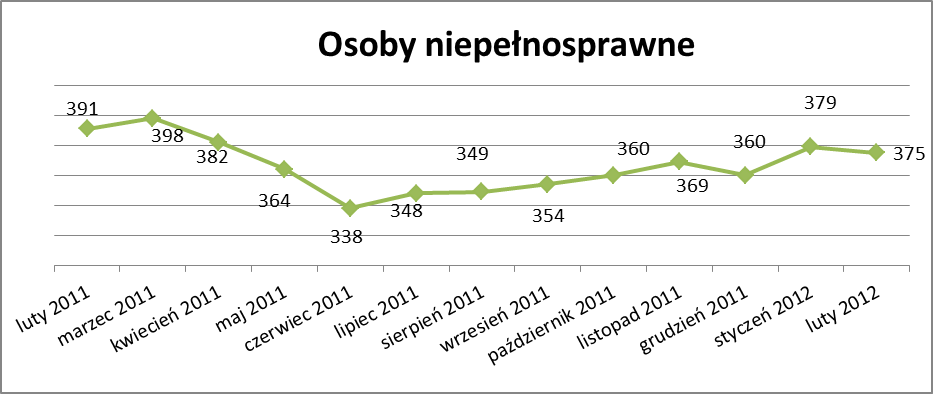 Osoby niepełnosprawne
391
398
382
364
338
348
349
354
360
369
360
379
375
luty 2011
marzec 2011
kwiecień 2011
maj 2011
czerwiec 2011
lipiec 2011
sierpień 2011
wrzesień 2011
październik 2011
listopad 2011
grudzień 2011
styczeń 2012
luty 2012